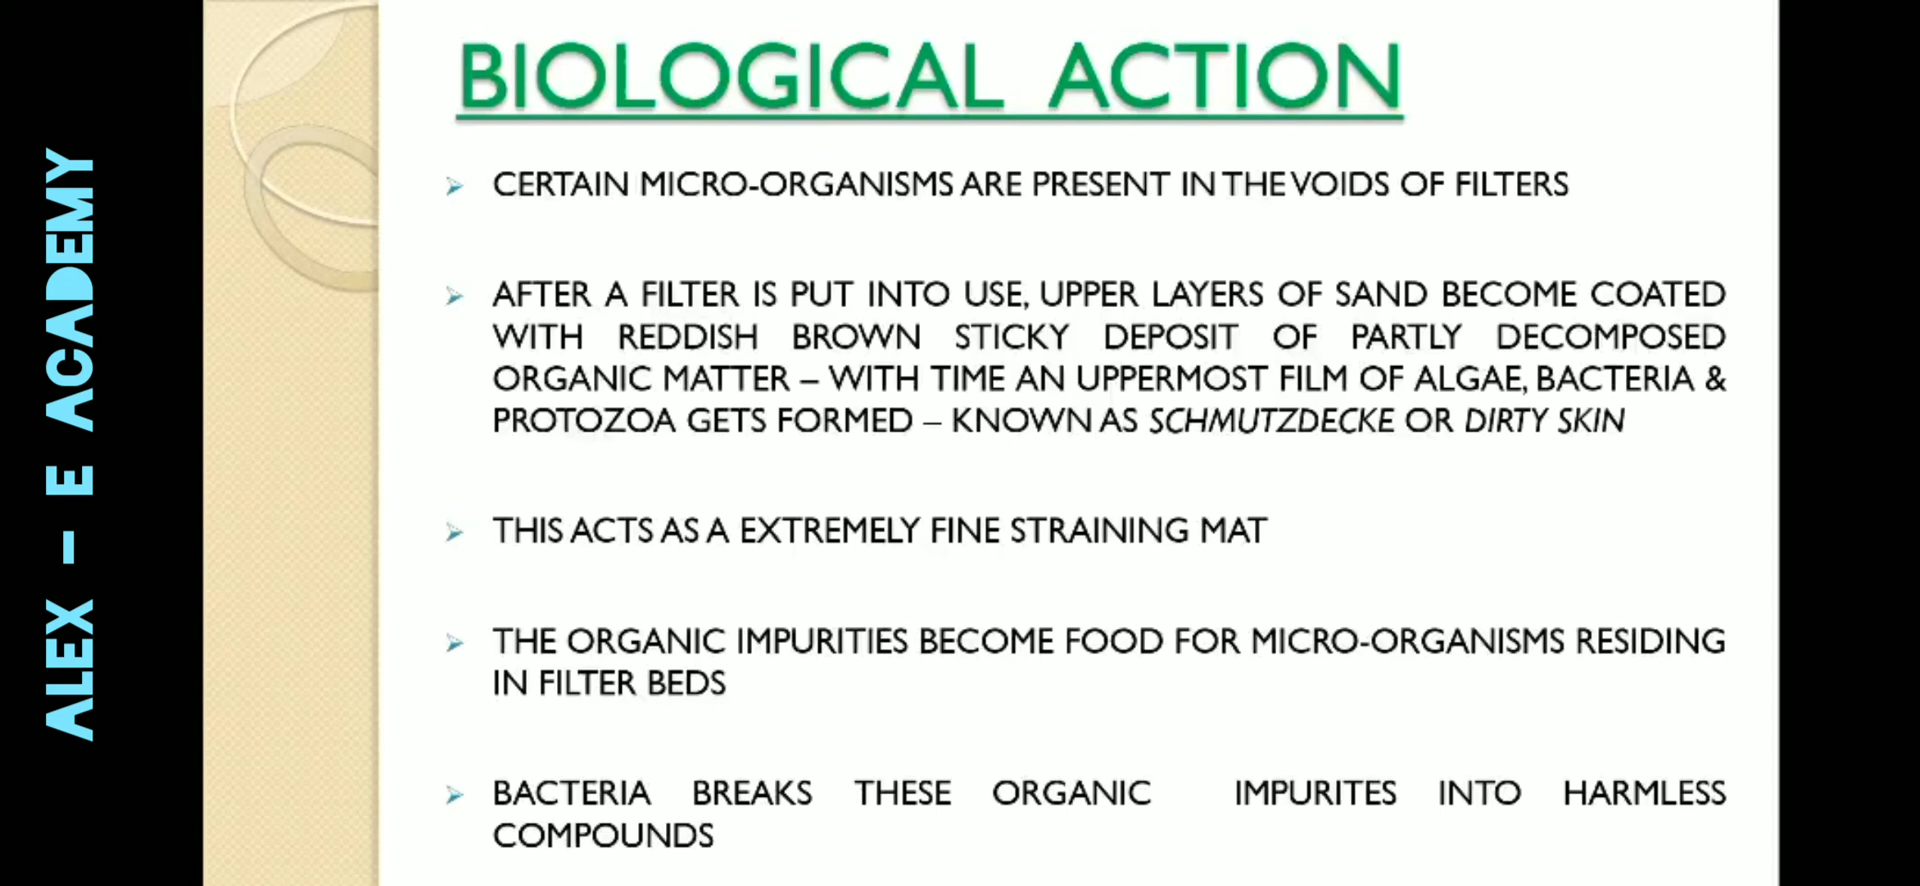 BIOLOGICAL ACTION
CERTAIN MICRO-ORGANISMS ARE PRESENT IN THE VOIDS OF FILTERS
AFTER A FILTER IS PUT INTO USE, UPPER LAYERS OF SAND BECOME COATED
WITH REDDISH BROWN STICKY DEPOSIT OF PARTLY DECOMPOSED
ORGANIC MATTER – WITH TIME AN UPPERMOST FILM OF ALGAE, BACTERIA &
PROTOZOA GETS FORMED – KNOWN AS SCHMUTZDECKE OR DIRTY SKIN
THIS ACTS AS A EXTREMELY FINE STRAINING MAT
THE ORGANIC IMPURITIES BECOME FOOD FOR MICRO-ORGANISMS RESIDING
IN FILTER BEDS
BACTERIA BREAKS THESE ORGANIC IMPURITES INTO HARMLESS
COMPOUNDS
ALEX – E ACADEMY